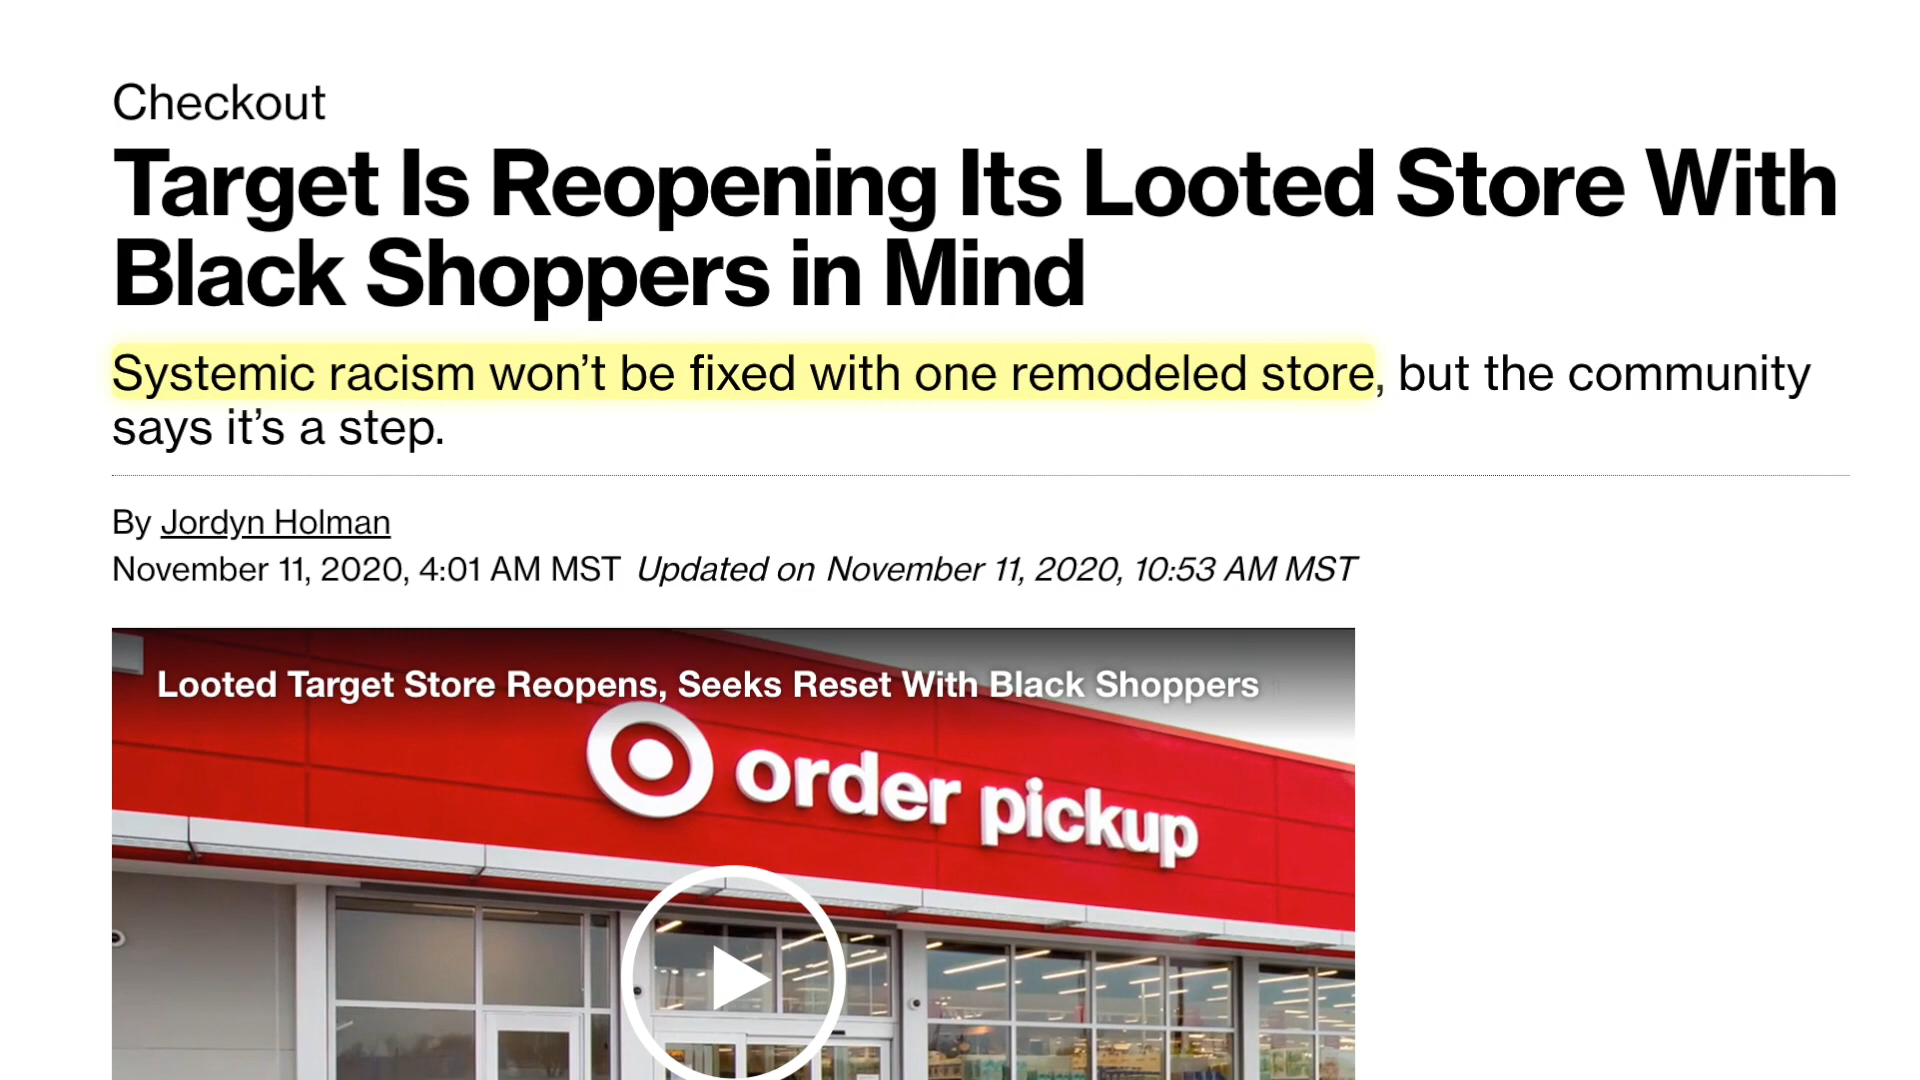 Checkout
Target Is Reopening Its Looted Store With
Black Shoppers in Mind
Systemic racism won’t be fixed with one remodeled store, but the community
says it’s a step.
By Jordyn Holman
November 11, 2020, 4:01 AM MST Updated on November 11, 2020, 10:53 AM MST
Looted Target Store Reopens, Seeks Reset With Black Shoppers
order pickup